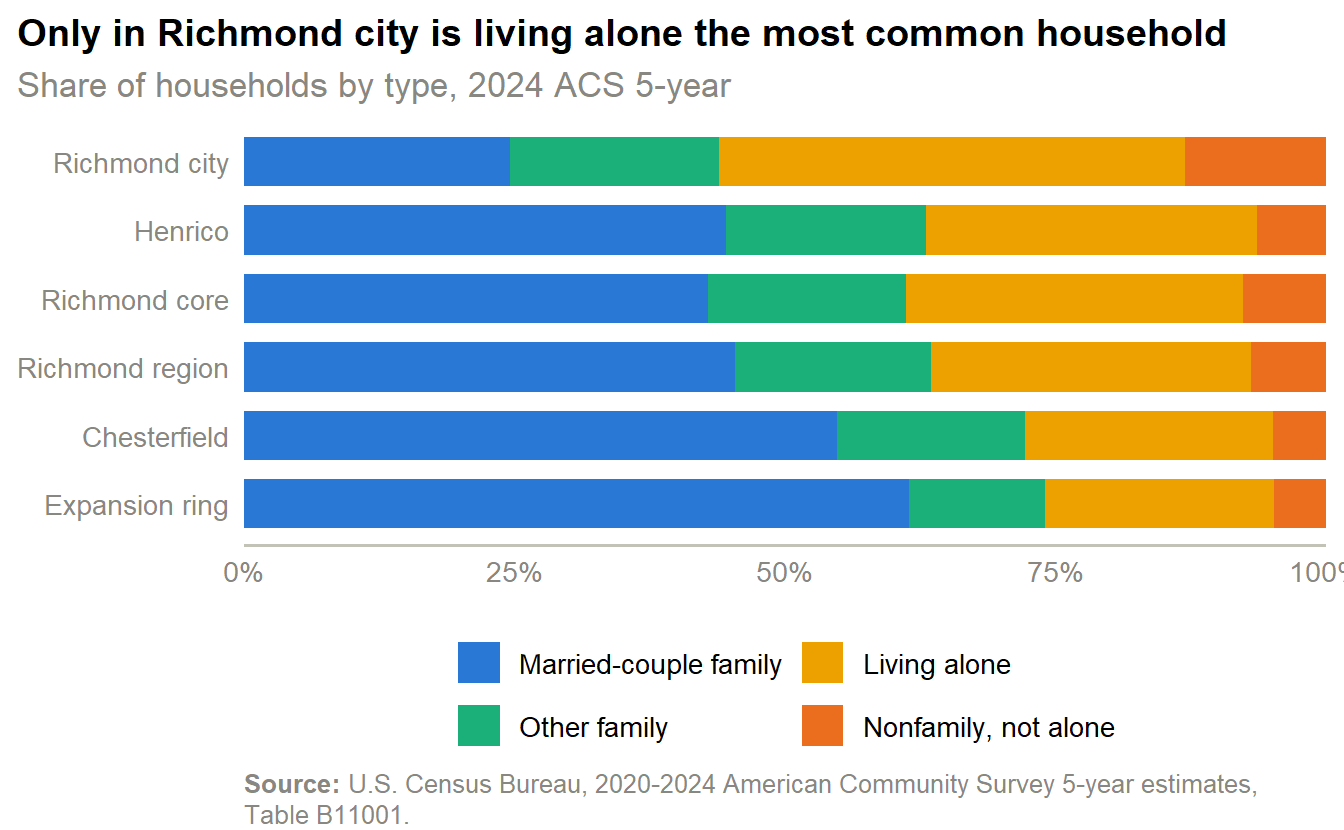 Only in Richmond city is living alone the most common household
Share of households by type, 2024 ACS 5-year
Richmond city
Henrico
Richmond core
Richmond region
Chesterfield
Expansion ring
0% 25% 50% 75% 100%
Married-couple family Living alone
Other family Nonfamily, not alone
Source: U.S. Census Bureau, 2020-2024 American Community Survey 5-year estimates,
Table B11001.